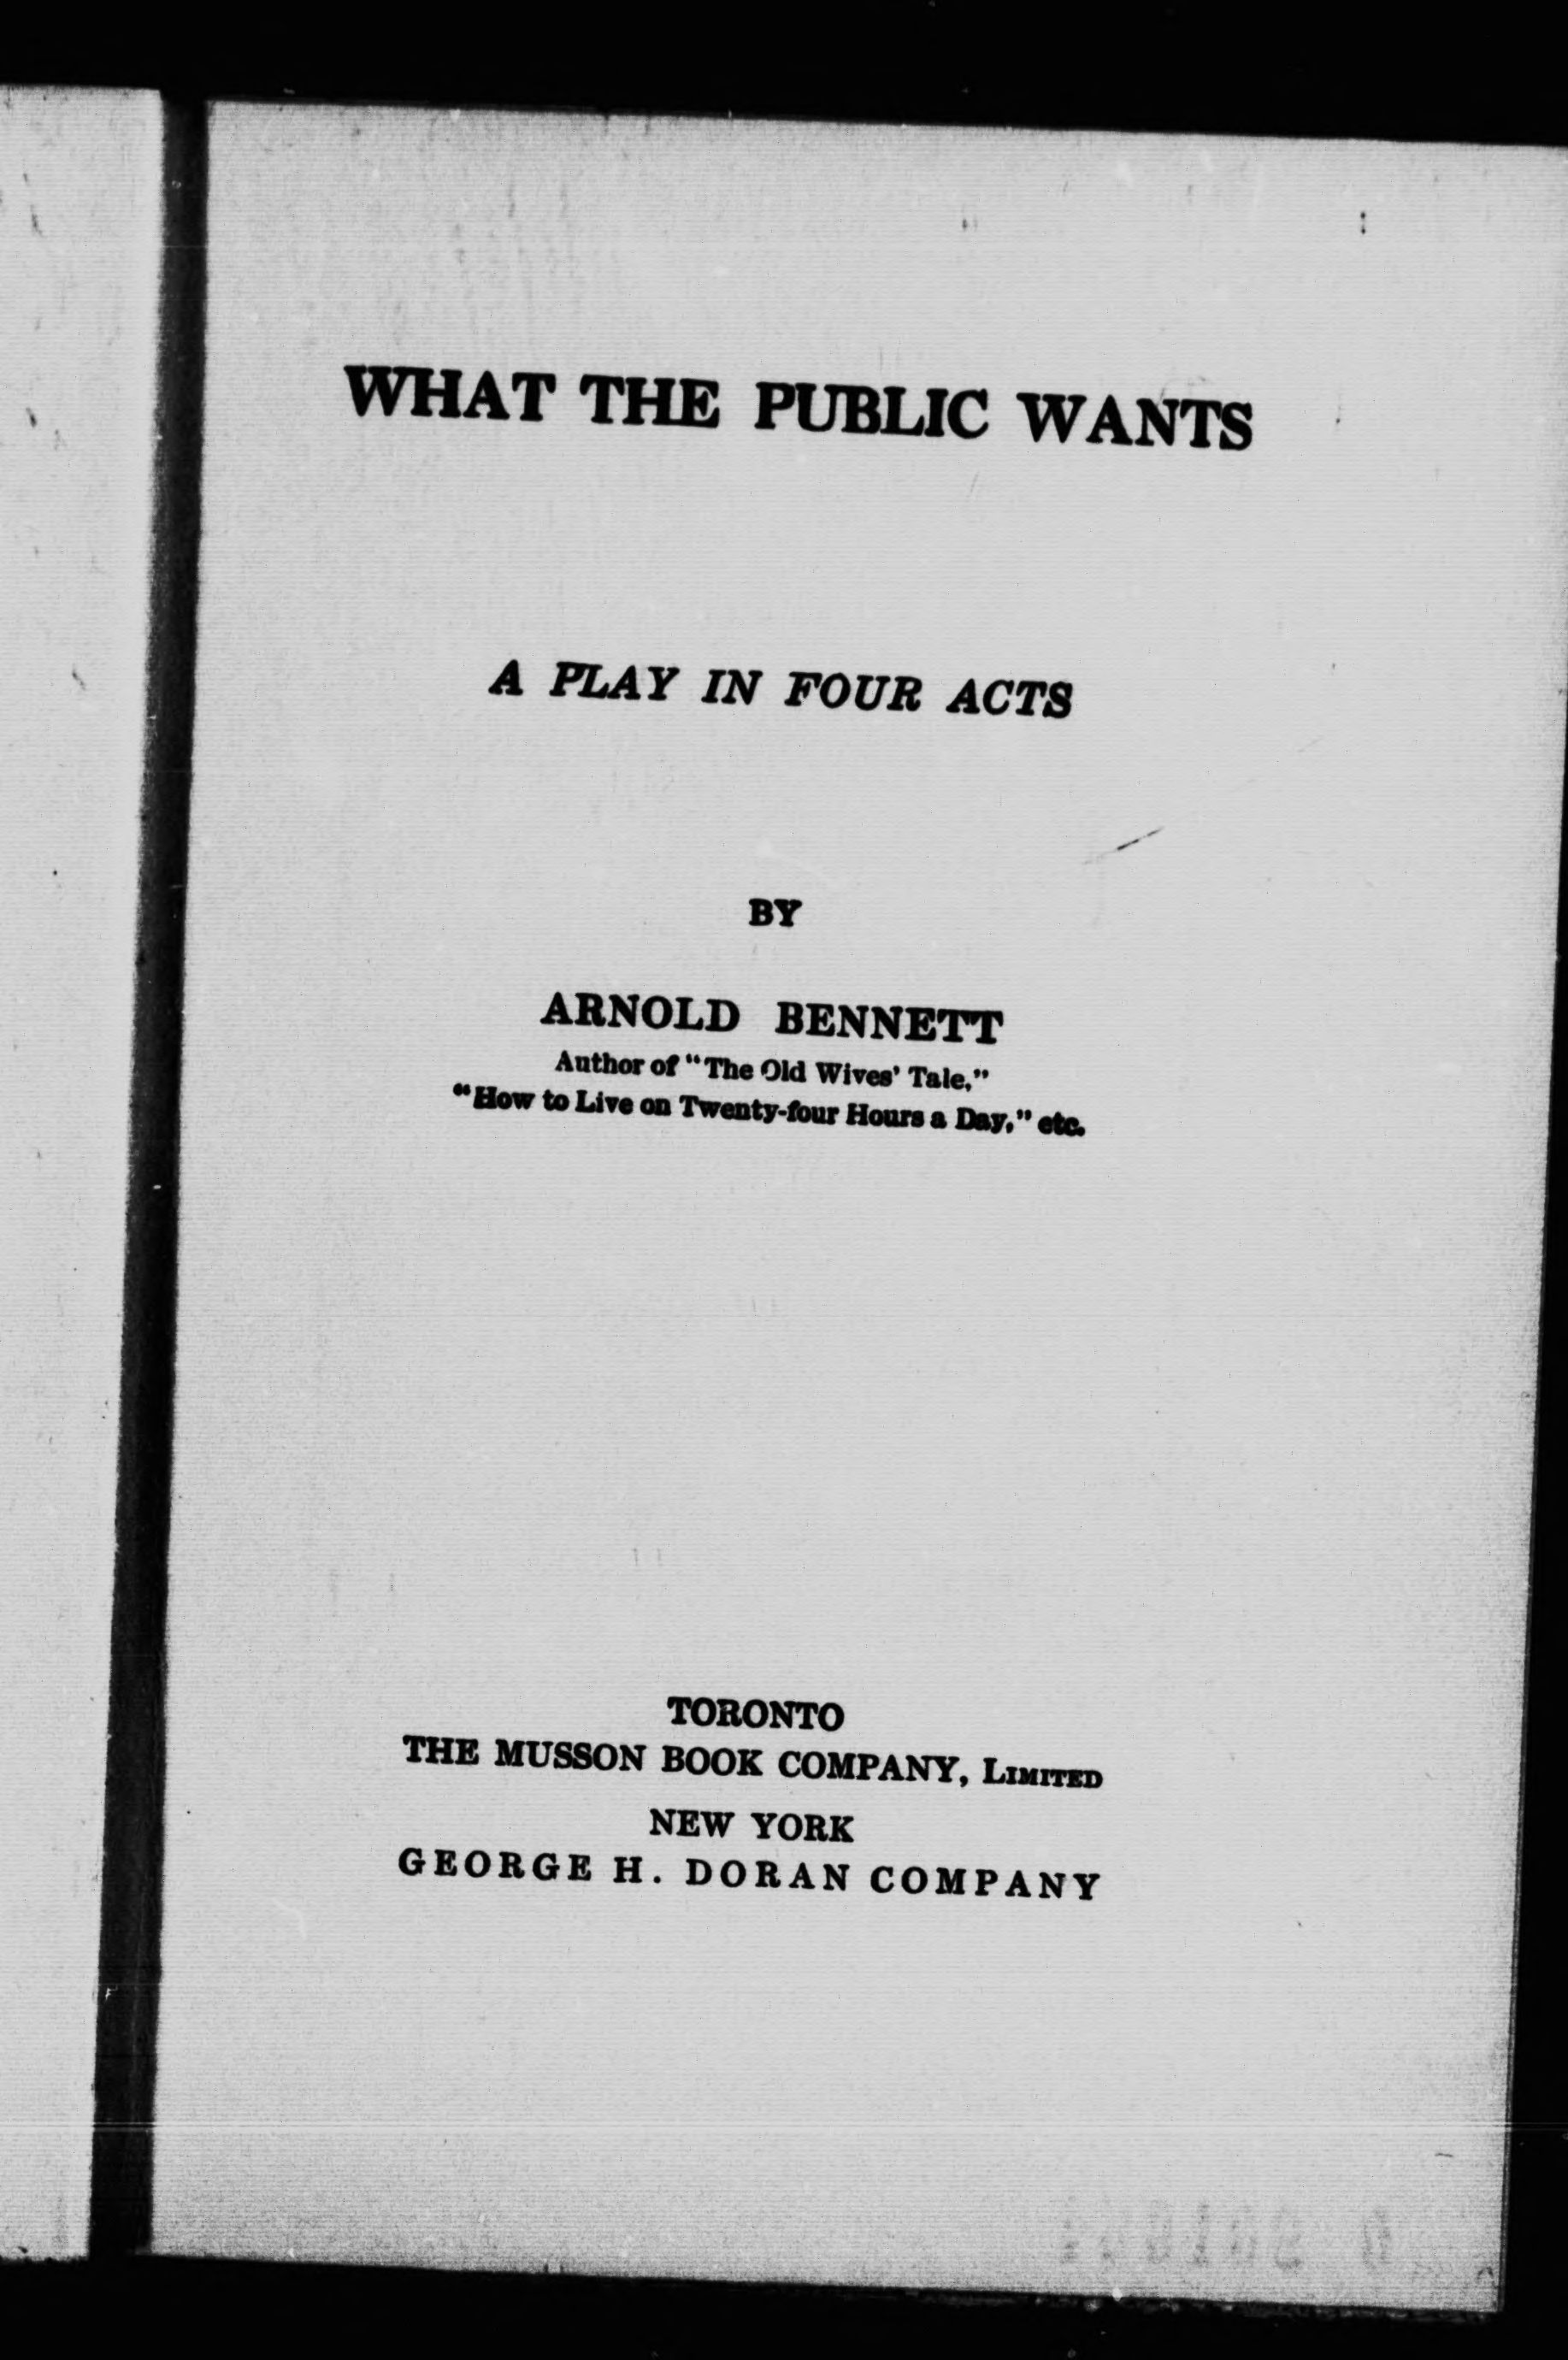 WHAT THE PUBLIC WANTS
A PLAY IN FOUR ACTS
BY
ARNOLD BENNETT
Author of "The Old Wives' Tale,"
"How to Live on Twenty-four Hours a Day," etc.
TORONTO
THE MUSSON BOOK COMPANY, LIMITED
NEW YORK
GEORGE H. DORAN COMPANY